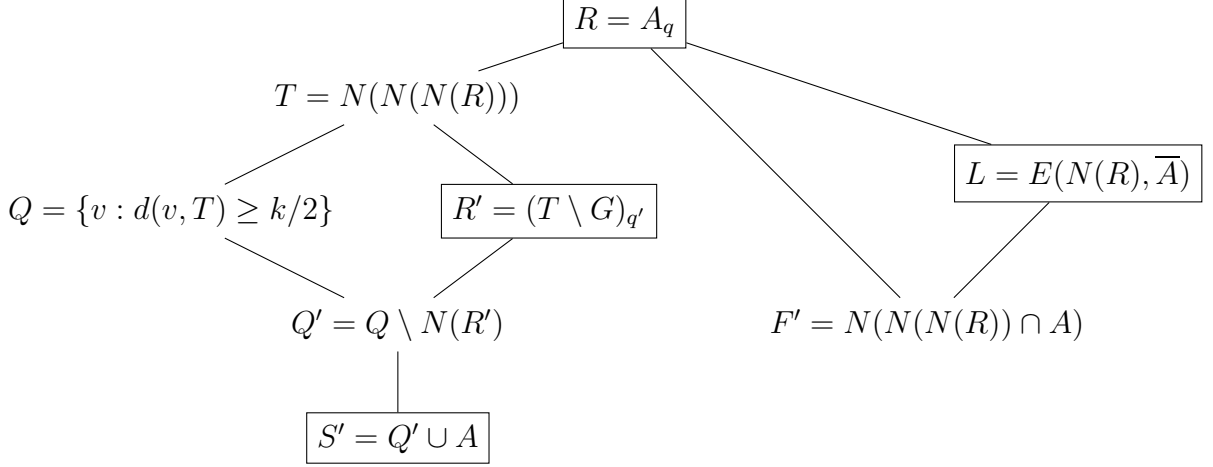 R = A_q
T = N(N(N(R)))
L = E(N(R), \overline{A})
Q = {v : d(v, T) ≥ k/2}
R' = (T \ G)_{q'}
Q' = Q \ N(R')
F' = N(N(N(R)) ∩ A)
S' = Q' ∪ A